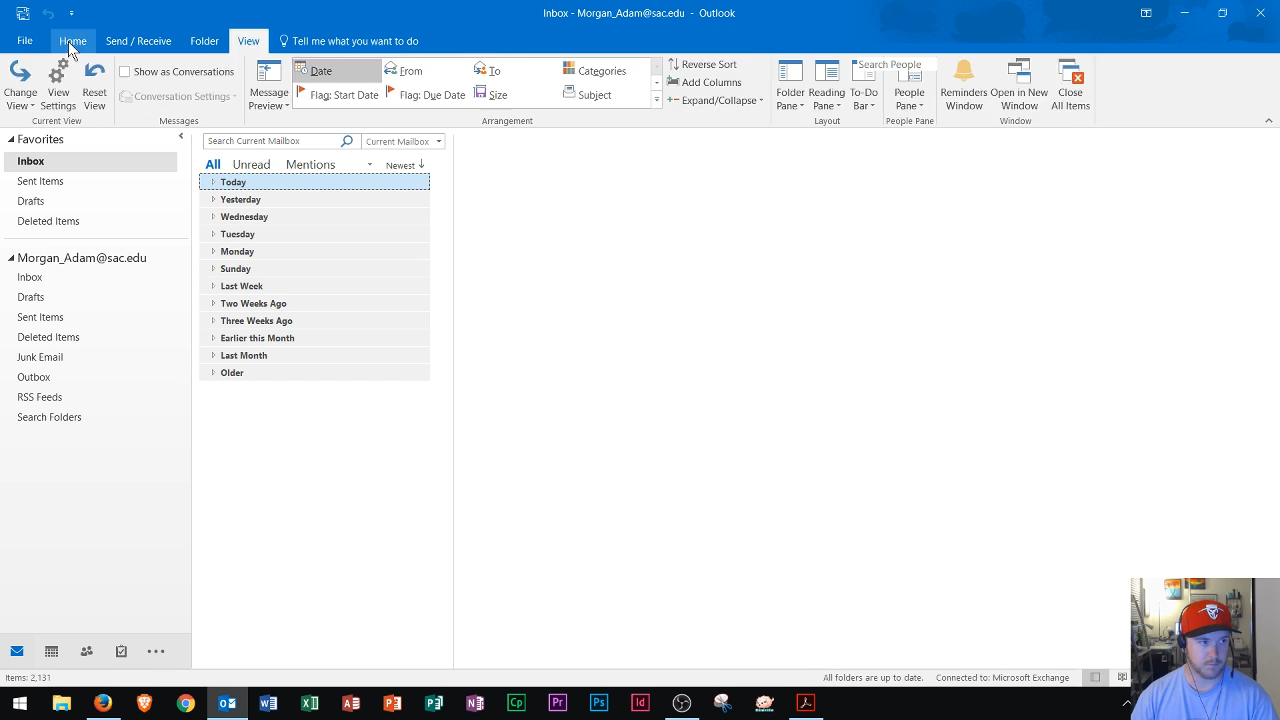 Inbox - Morgan_Adam@sac.edu - Outlook
File Home Send / Receive Folder View Tell me what you want to do
Change View View Settings Reset View
Current View
Show as Conversations
Conversation Settings
Messages
Message Preview
Date From To Categories
Flag: Start Date Flag: Due Date Size Subject
Reverse Sort
Add Columns
Expand/Collapse
Arrangement
Folder Pane Reading Pane To-Do Bar
Layout
Search People
People Pane
People Pane
Reminders Window Open in New Window Close All Items
Window
Favorites
Inbox
Sent Items
Drafts
Deleted Items
Morgan_Adam@sac.edu
Inbox
Drafts
Sent Items
Deleted Items
Junk Email
Outbox
RSS Feeds
Search Folders
Search Current Mailbox Current Mailbox
All Unread Mentions Newest
Today
Yesterday
Wednesday
Tuesday
Monday
Sunday
Last Week
Two Weeks Ago
Three Weeks Ago
Earlier this Month
Last Month
Older
Items: 2,131 All folders are up to date. Connected to: Microsoft Exchange
Cp Pr Ps Id